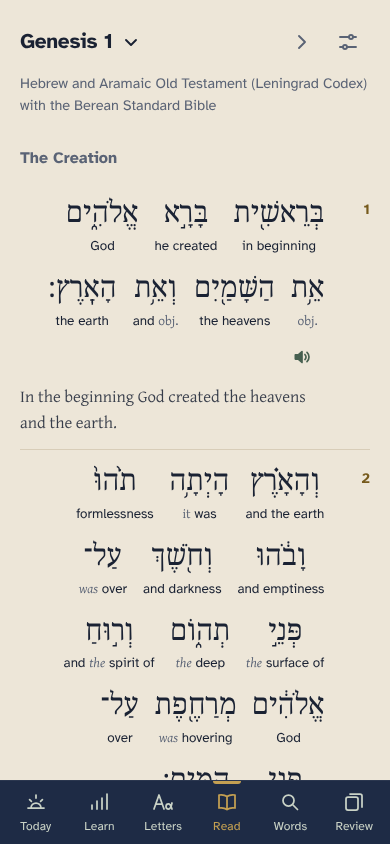 Genesis 1
Hebrew and Aramaic Old Testament (Leningrad Codex)
with the Berean Standard Bible
The Creation
1
בְּרֵאשִׁ֖ית בָּרָ֣א אֱלֹהִ֑ים
in beginning he created God
אֵ֥ת הַשָּׁמַ֖יִם וְאֵ֥ת הָאָֽרֶץ׃
obj. the heavens and obj. the earth
In the beginning God created the heavens
and the earth.
2
וְהָאָ֗רֶץ הָיְתָ֥ה תֹ֙הוּ֙
and the earth it was formlessness
וָבֹ֔הוּ וְחֹ֖שֶׁךְ עַל־
and emptiness and darkness was over
פְּנֵ֣י תְה֑וֹם וְר֣וּחַ
the surface of the deep and the spirit of
אֱלֹהִ֔ים מְרַחֶ֖פֶת עַל־
God was hovering over
פְּנֵ֥י הַמָּֽיִם׃
Today Learn Letters Read Words Review